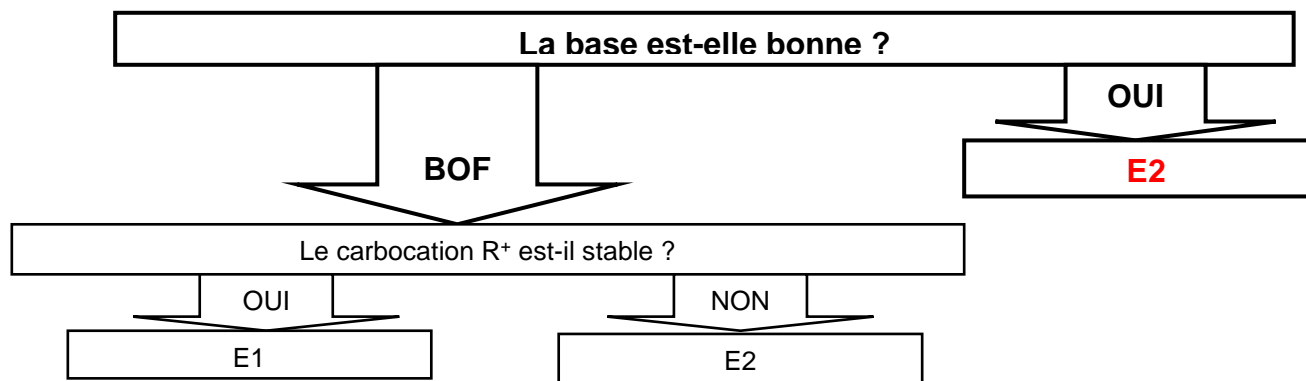 La base est-elle bonne ?
OUI
E2
BOF
Le carbocation R⁺ est-il stable ?
OUI
NON
E1
E2